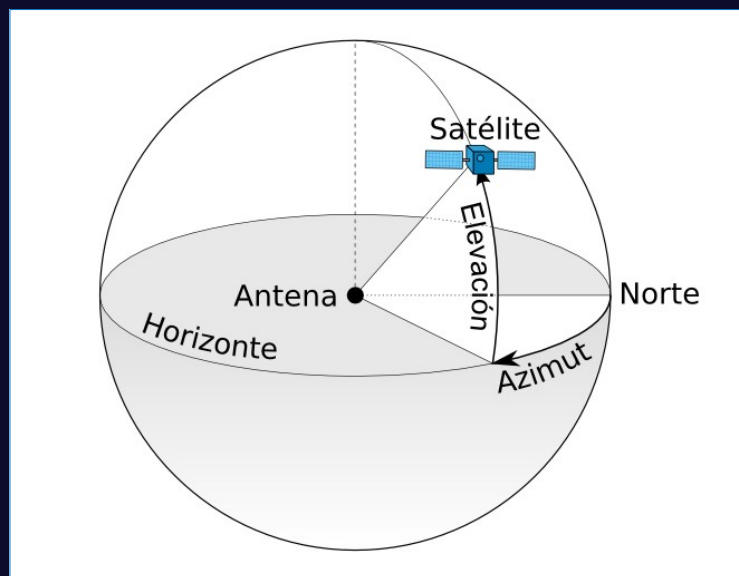 Satélite
Elevación
Antena
Norte
Horizonte
Azimut